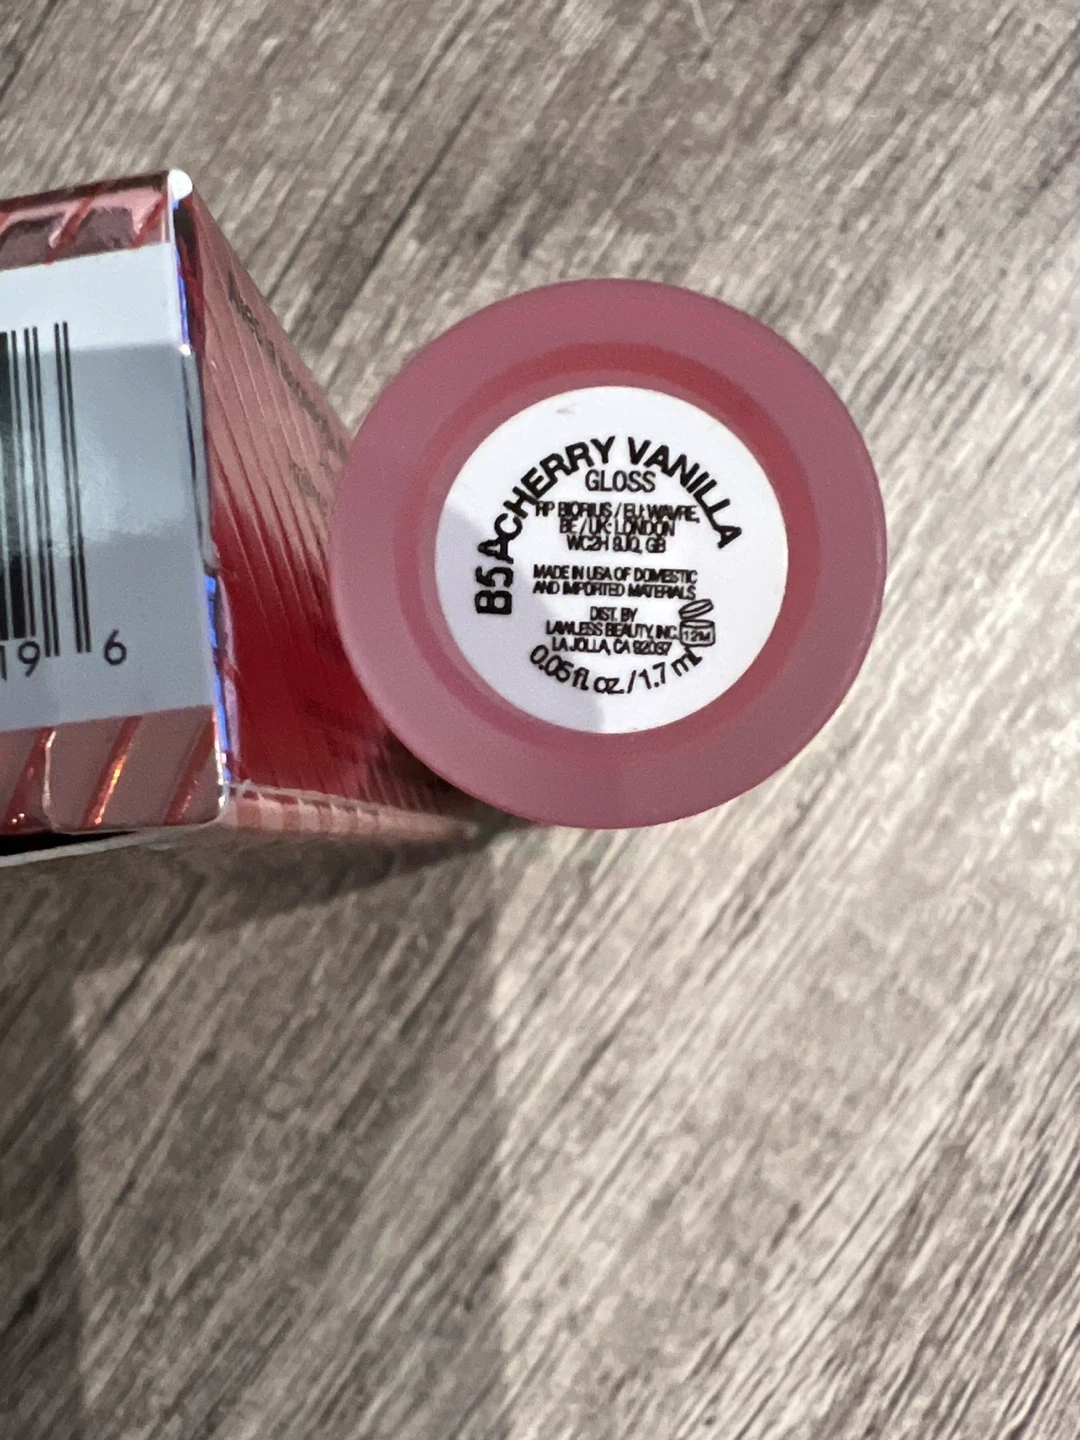 CHERRY VANILLA
GLOSS
RP BIORIUS / EU: WAVRE,
BE / UK: LONDON
WC2H 9JQ, GB
MADE IN USA OF DOMESTIC
AND IMPORTED MATERIALS
DIST. BY
LAWLESS BEAUTY, INC.
LA JOLLA, CA 92037
12M
0.05 fl. oz. / 1.7 ml
B5A
19 6